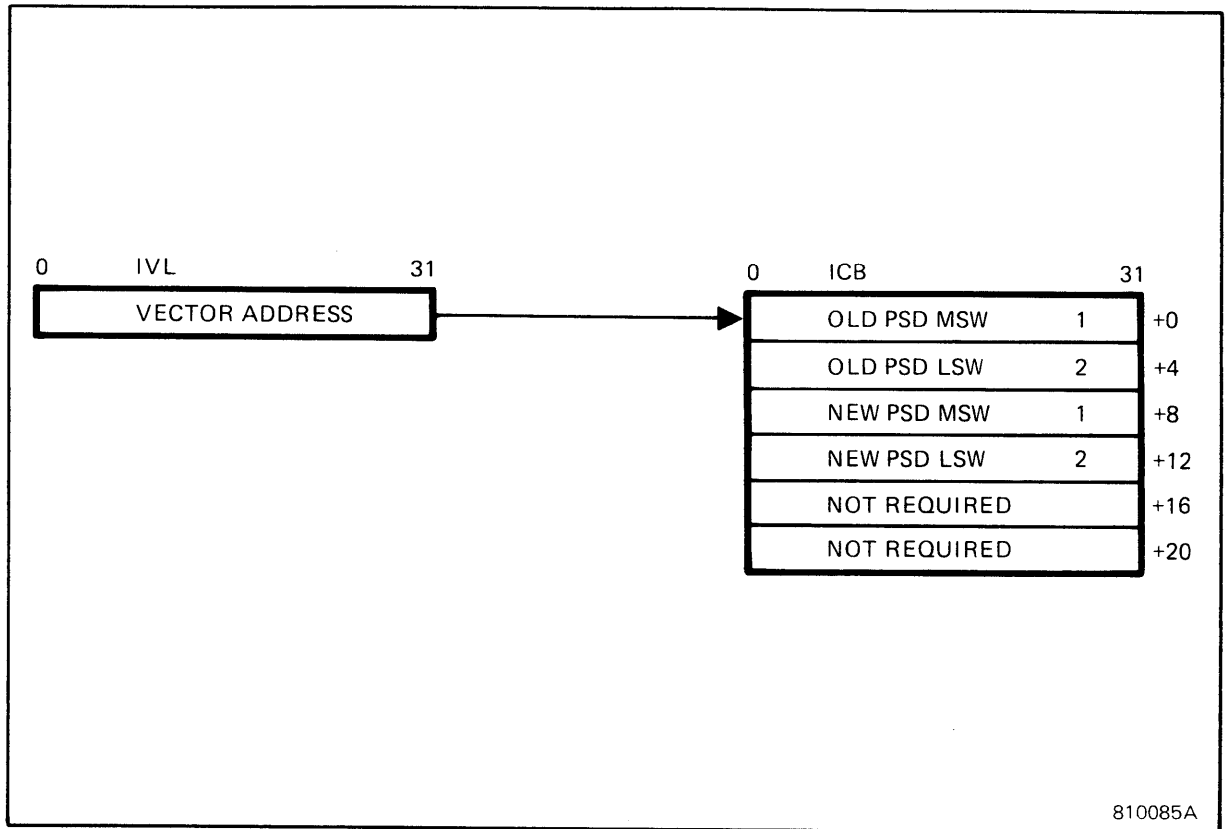 0 IVL 31
VECTOR ADDRESS
0 ICB 31
OLD PSD MSW 1 +0
OLD PSD LSW 2 +4
NEW PSD MSW 1 +8
NEW PSD LSW 2 +12
NOT REQUIRED +16
NOT REQUIRED +20
810085A